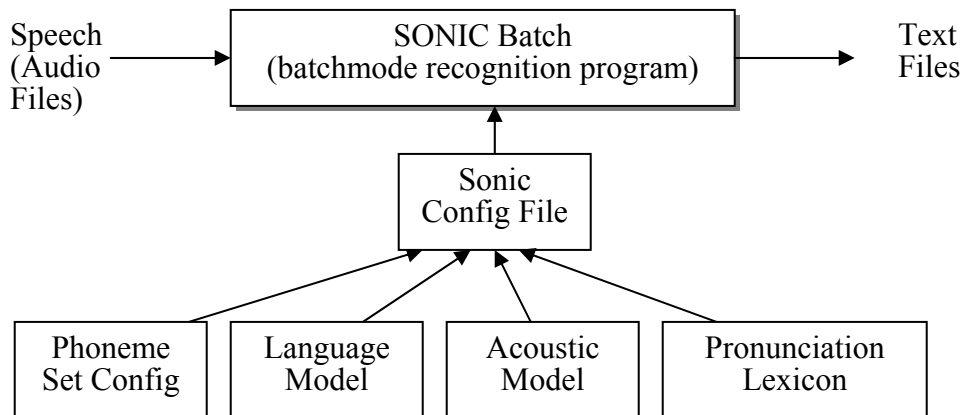 Speech
(Audio
Files)
SONIC Batch
(batchmode recognition program)
Text
Files
Sonic
Config File
Phoneme
Set Config
Language
Model
Acoustic
Model
Pronunciation
Lexicon